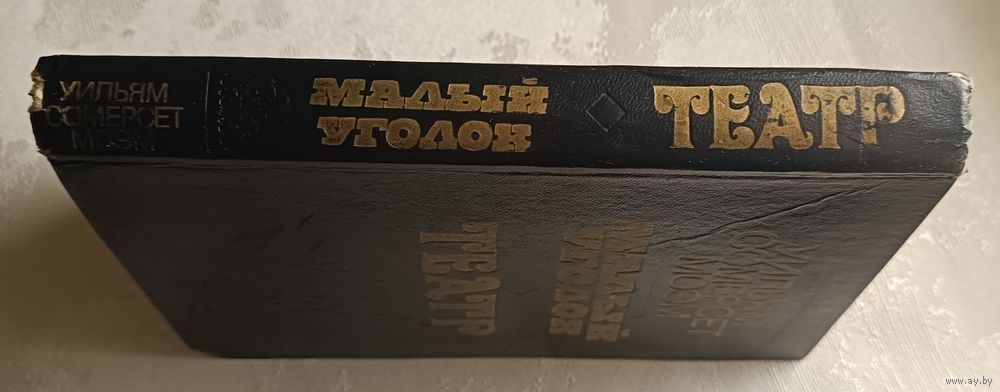 УИЛЬЯМ
СОМЕРСЕТ
МОЭМ
МАЛЫЙ
УГОЛОК
ТЕАТР
УИЛЬЯМ
СОМЕРСЕТ
МОЭМ
МАЛЫЙ
УГОЛОК
ТЕАТР
www.ay.by